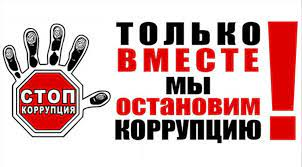 СТОП
КОРРУПЦИЯ
ТОЛЬКО
ВМЕСТЕ
МЫ
ОСТАНОВИМ
КОРРУПЦИЮ!